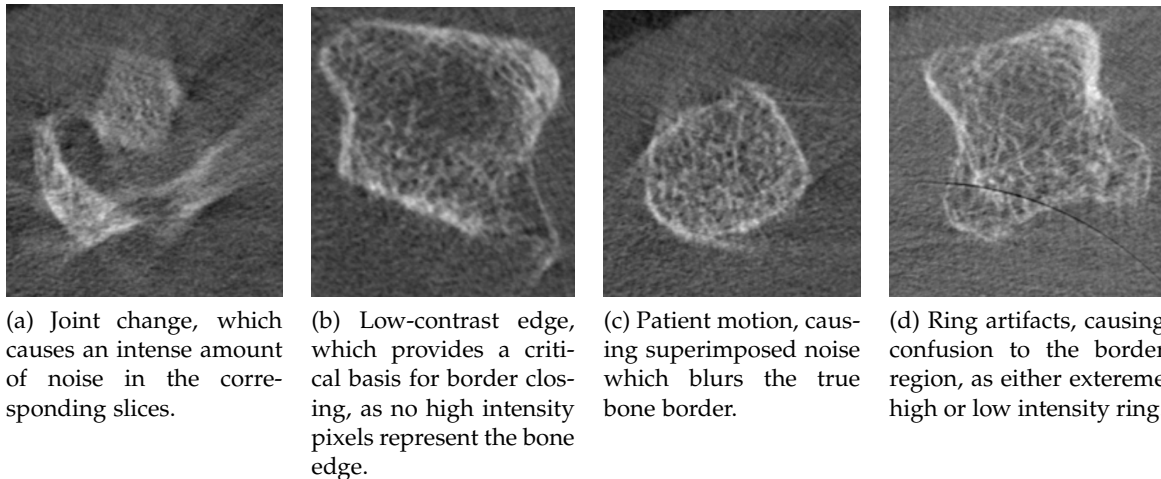 (a) Joint change, which
causes an intense amount
of noise in the corre-
sponding slices.
(b) Low-contrast edge,
which provides a criti-
cal basis for border clos-
ing, as no high intensity
pixels represent the bone
edge.
(c) Patient motion, caus-
ing superimposed noise
which blurs the true
bone border.
(d) Ring artifacts, causing
confusion to the border
region, as either extereme
high or low intensity ring